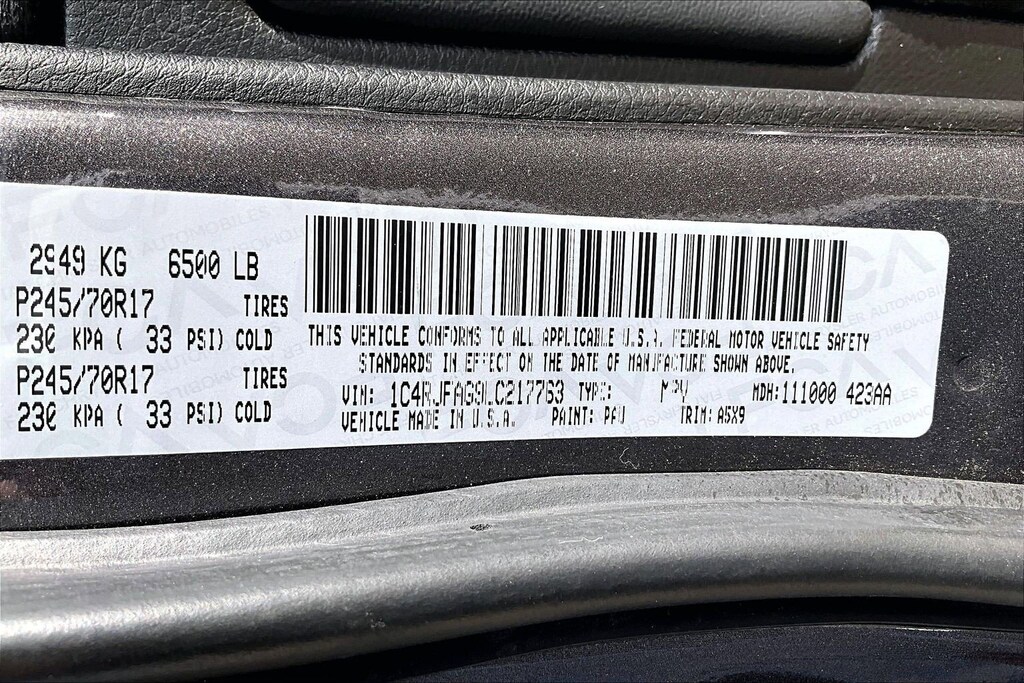 2949 KG 6500 LB
P245/70R17 TIRES
230 KPA ( 33 PSI) COLD
P245/70R17 TIRES
230 KPA ( 33 PSI) COLD
THIS VEHICLE CONFORMS TO ALL APPLICABLE U.S.A. FEDERAL MOTOR VEHICLE SAFETY
STANDARDS IN EFFECT ON THE DATE OF MANUFACTURE SHOWN ABOVE.
VIN: 1C4RJFAG9LC217763 TYPE: MPV MDH:111000 423AA
VEHICLE MADE IN U.S.A. PAINT: PAU TRIM: A5X9